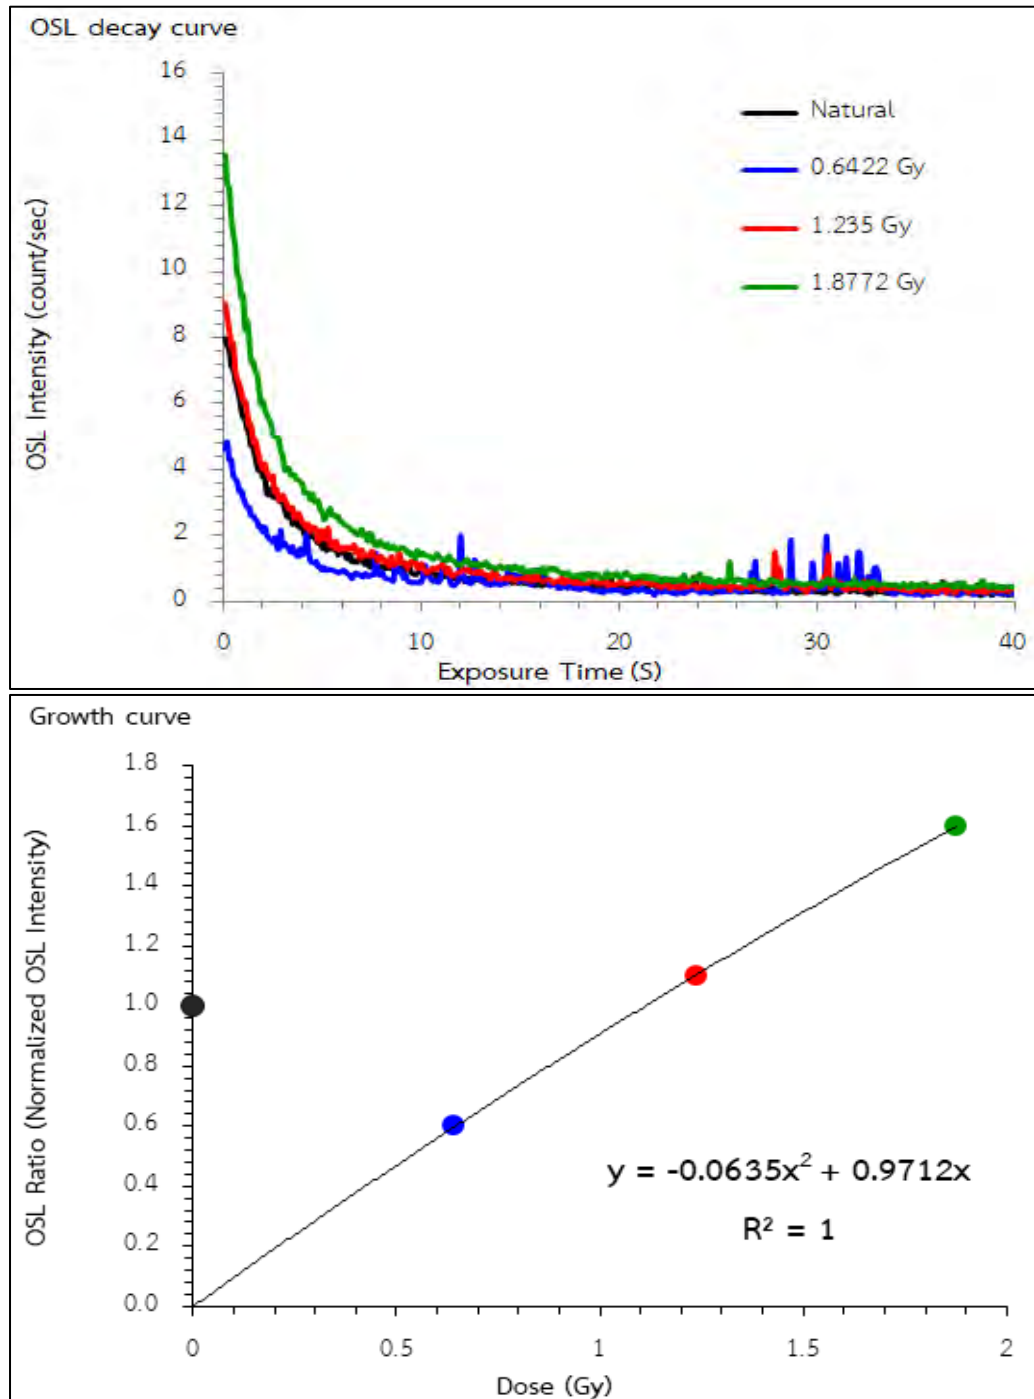 OSL decay curve
OSL Intensity (count/sec)
16
14
12
10
8
6
4
2
0
Natural
0.6422 Gy
1.235 Gy
1.8772 Gy
0 10 20 30 40
Exposure Time (S)
Growth curve
OSL Ratio (Normalized OSL Intensity)
1.8
1.6
1.4
1.2
1.0
0.8
0.6
0.4
0.2
0.0
y = -0.0635x² + 0.9712x
R² = 1
0 0.5 1 1.5 2
Dose (Gy)